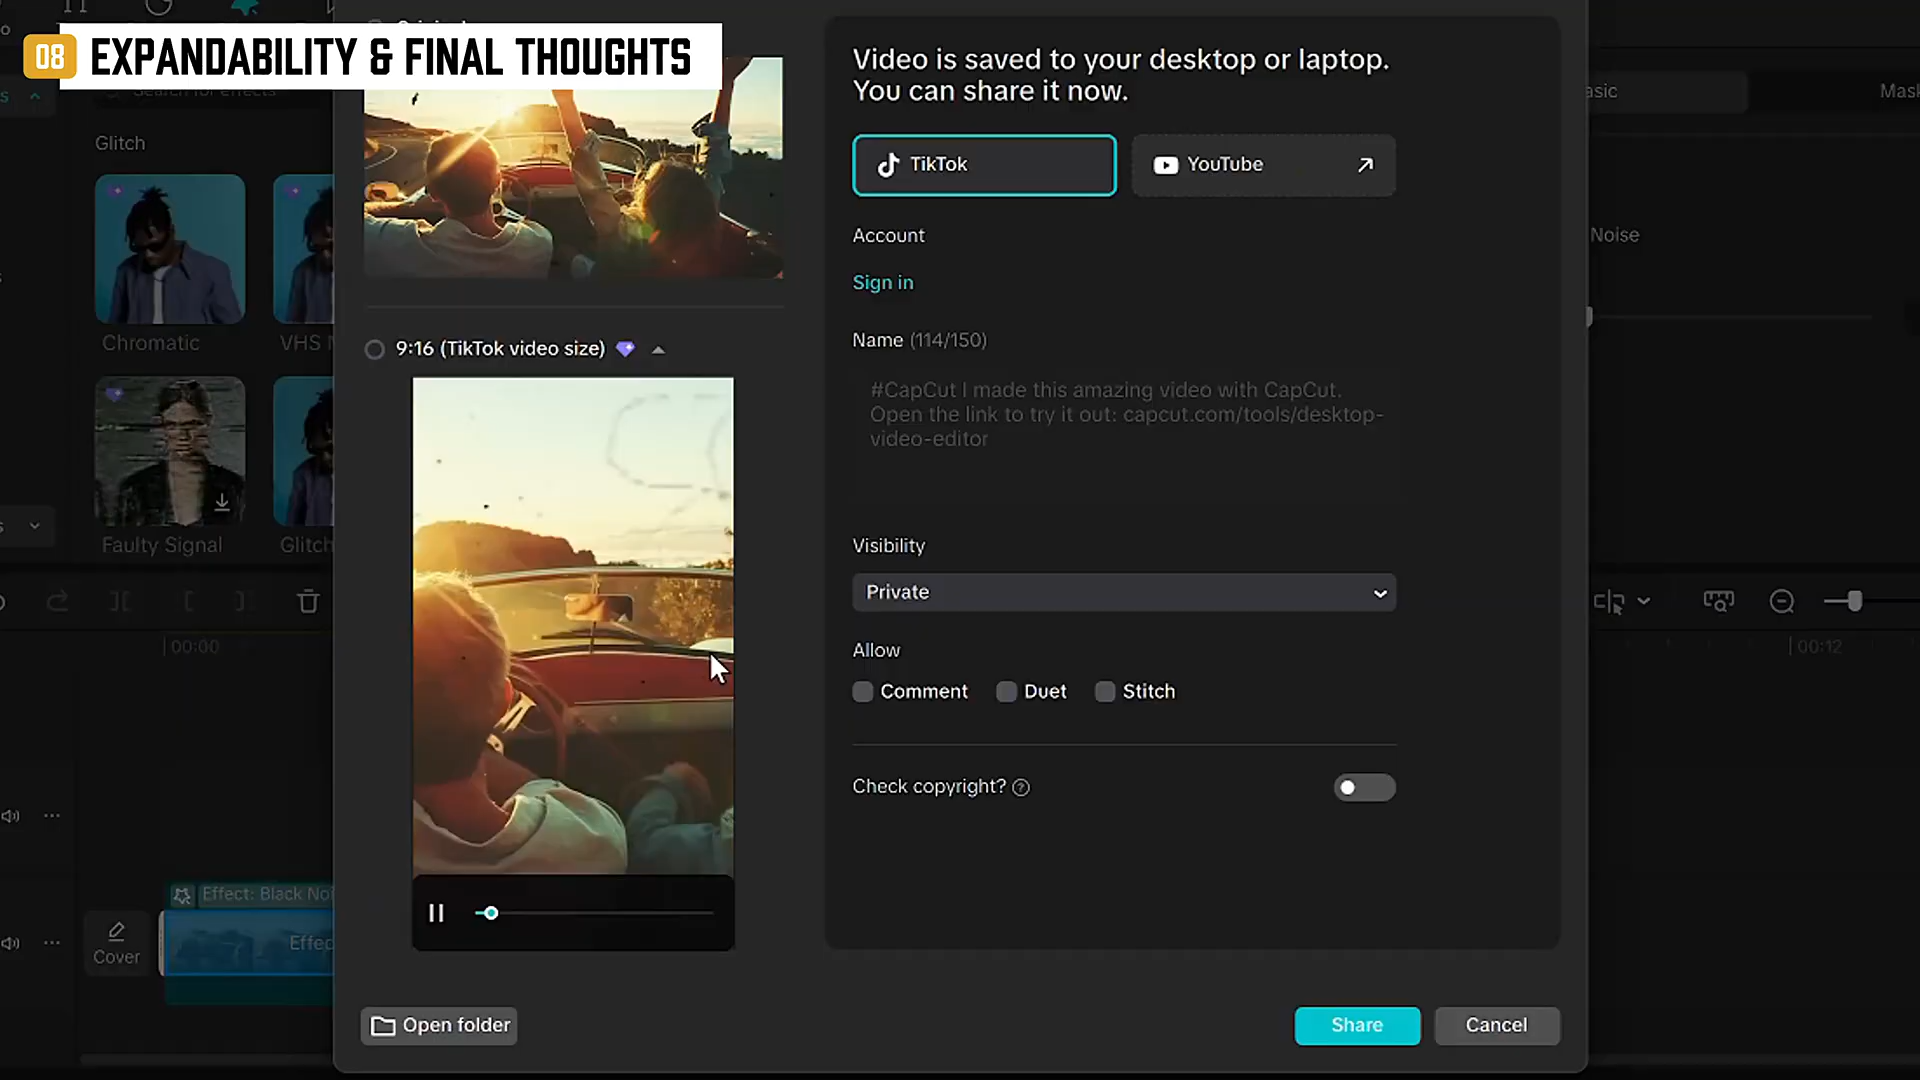 08 EXPANDABILITY & FINAL THOUGHTS
Glitch
Chromatic
VHS
Faulty Signal
Glitch
9:16 (TikTok video size)
Video is saved to your desktop or laptop.
You can share it now.
TikTok
YouTube
Account
Sign in
Name (114/150)
#CapCut I made this amazing video with CapCut.
Open the link to try it out: capcut.com/tools/desktop-
video-editor
Visibility
Private
Allow
Comment
Duet
Stitch
Check copyright?
Mas
Noise
00:00
00:12
Effect: Black Noi
Effec
Cover
Open folder
Share
Cancel